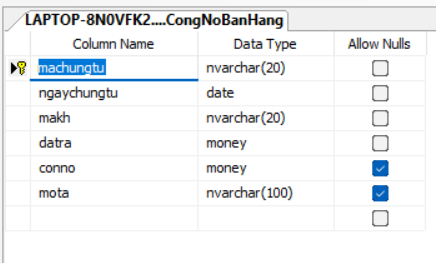 LAPTOP-8N0VFK2....CongNoBanHang
Column Name Data Type Allow Nulls
machungtu nvarchar(20)
ngaychungtu date
makh nvarchar(20)
datra money
conno money
mota nvarchar(100)